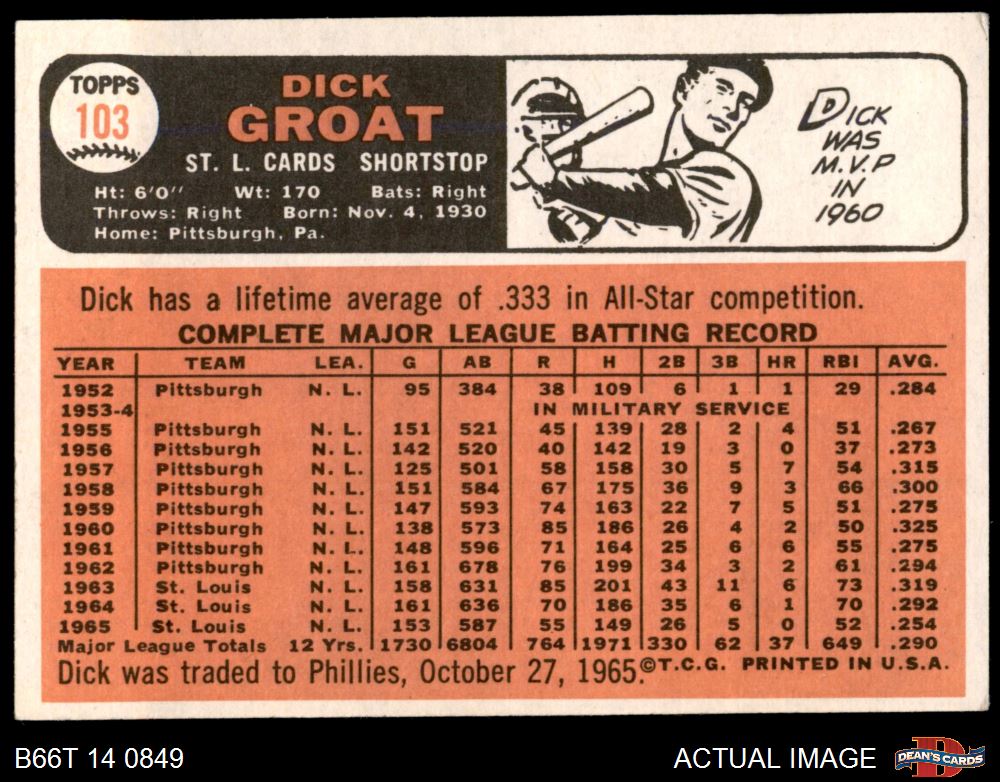 TOPPS
103
DICK
GROAT
ST. L. CARDS SHORTSTOP
Ht: 6'0" Wt: 170 Bats: Right
Throws: Right Born: Nov. 4, 1930
Home: Pittsburgh, Pa.
DICK
WAS
M.V.P
IN
1960
Dick has a lifetime average of .333 in All-Star competition.
COMPLETE MAJOR LEAGUE BATTING RECORD
YEAR TEAM LEA. G AB R H 2B 3B HR RBI AVG.
1952 Pittsburgh N. L. 95 384 38 109 6 1 1 29 .284
1953-4 IN MILITARY SERVICE
1955 Pittsburgh N. L. 151 521 45 139 28 2 4 51 .267
1956 Pittsburgh N. L. 142 520 40 142 19 3 0 37 .273
1957 Pittsburgh N. L. 125 501 58 158 30 5 7 54 .315
1958 Pittsburgh N. L. 151 584 67 175 36 9 3 66 .300
1959 Pittsburgh N. L. 147 593 74 163 22 7 5 51 .275
1960 Pittsburgh N. L. 138 573 85 186 26 4 2 50 .325
1961 Pittsburgh N. L. 148 596 71 164 25 6 6 55 .275
1962 Pittsburgh N. L. 161 678 76 199 34 3 2 61 .294
1963 St. Louis N. L. 158 631 85 201 43 11 6 73 .319
1964 St. Louis N. L. 161 636 70 186 35 6 1 70 .292
1965 St. Louis N. L. 153 587 55 149 26 5 0 52 .254
Major League Totals 12 Yrs. 1730 6804 764 1971 330 62 37 649 .290
Dick was traded to Phillies, October 27, 1965. ©T.C.G. PRINTED IN U.S.A.
B66T 14 0849
ACTUAL IMAGE
D
DEAN'S CARDS